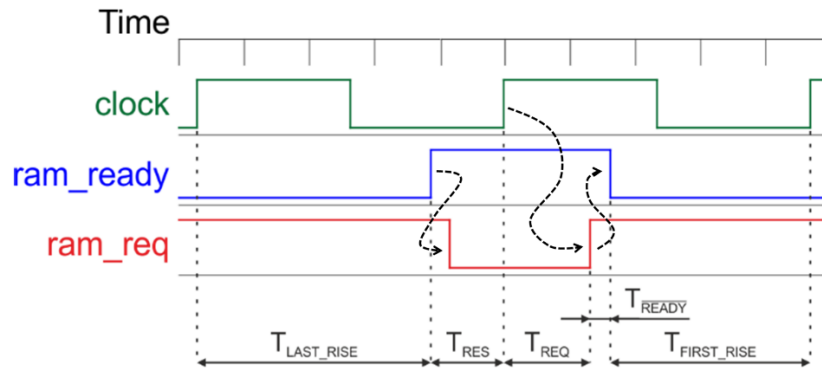 Time
clock
ram_ready
ram_req
T_READY
T_LAST_RISE
T_RES
T_REQ
T_FIRST_RISE